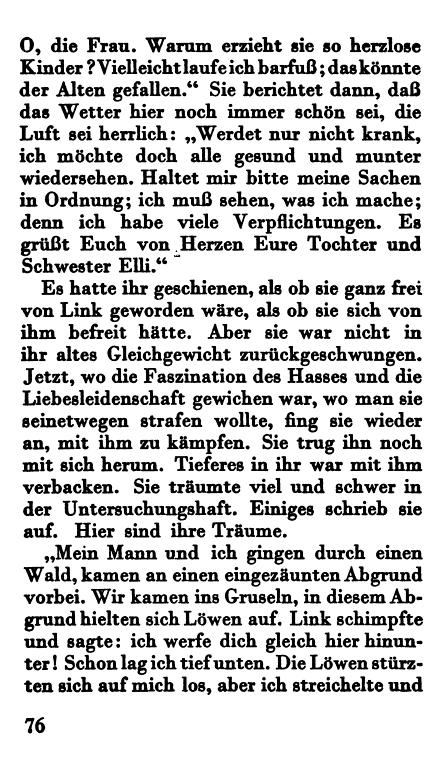 O, die Frau. Warum erzieht sie so herzlose
Kinder? Vielleicht laufe ich barfuß; das könnte
der Alten gefallen.“ Sie berichtet dann, daß
das Wetter hier noch immer schön sei, die
Luft sei herrlich: „Werdet nur nicht krank,
ich möchte doch alle gesund und munter
wiedersehen. Haltet mir bitte meine Sachen
in Ordnung; ich muß sehen, was ich mache;
denn ich habe viele Verpflichtungen. Es
grüßt Euch von Herzen Eure Tochter und
Schwester Elli.“
Es hatte ihr geschienen, als ob sie ganz frei
von Link geworden wäre, als ob sie sich von
ihm befreit hätte. Aber sie war nicht in
ihr altes Gleichgewicht zurückgeschwungen.
Jetzt, wo die Faszination des Hasses und die
Liebesleidenschaft gewichen war, wo man sie
seinetwegen strafen wollte, fing sie wieder
an, mit ihm zu kämpfen. Sie trug ihn noch
mit sich herum. Tieferes in ihr war mit ihm
verbacken. Sie träumte viel und schwer in
der Untersuchungshaft. Einiges schrieb sie
auf. Hier sind ihre Träume.
„Mein Mann und ich gingen durch einen
Wald, kamen an einen eingezäunten Abgrund
vorbei. Wir kamen ins Gruseln, in diesem Ab-
grund hielten sich Löwen auf. Link schimpfte
und sagte: ich werfe dich gleich hier hinun-
ter! Schon lag ich tief unten. Die Löwen stürz-
ten sich auf mich los, aber ich streichelte und
76